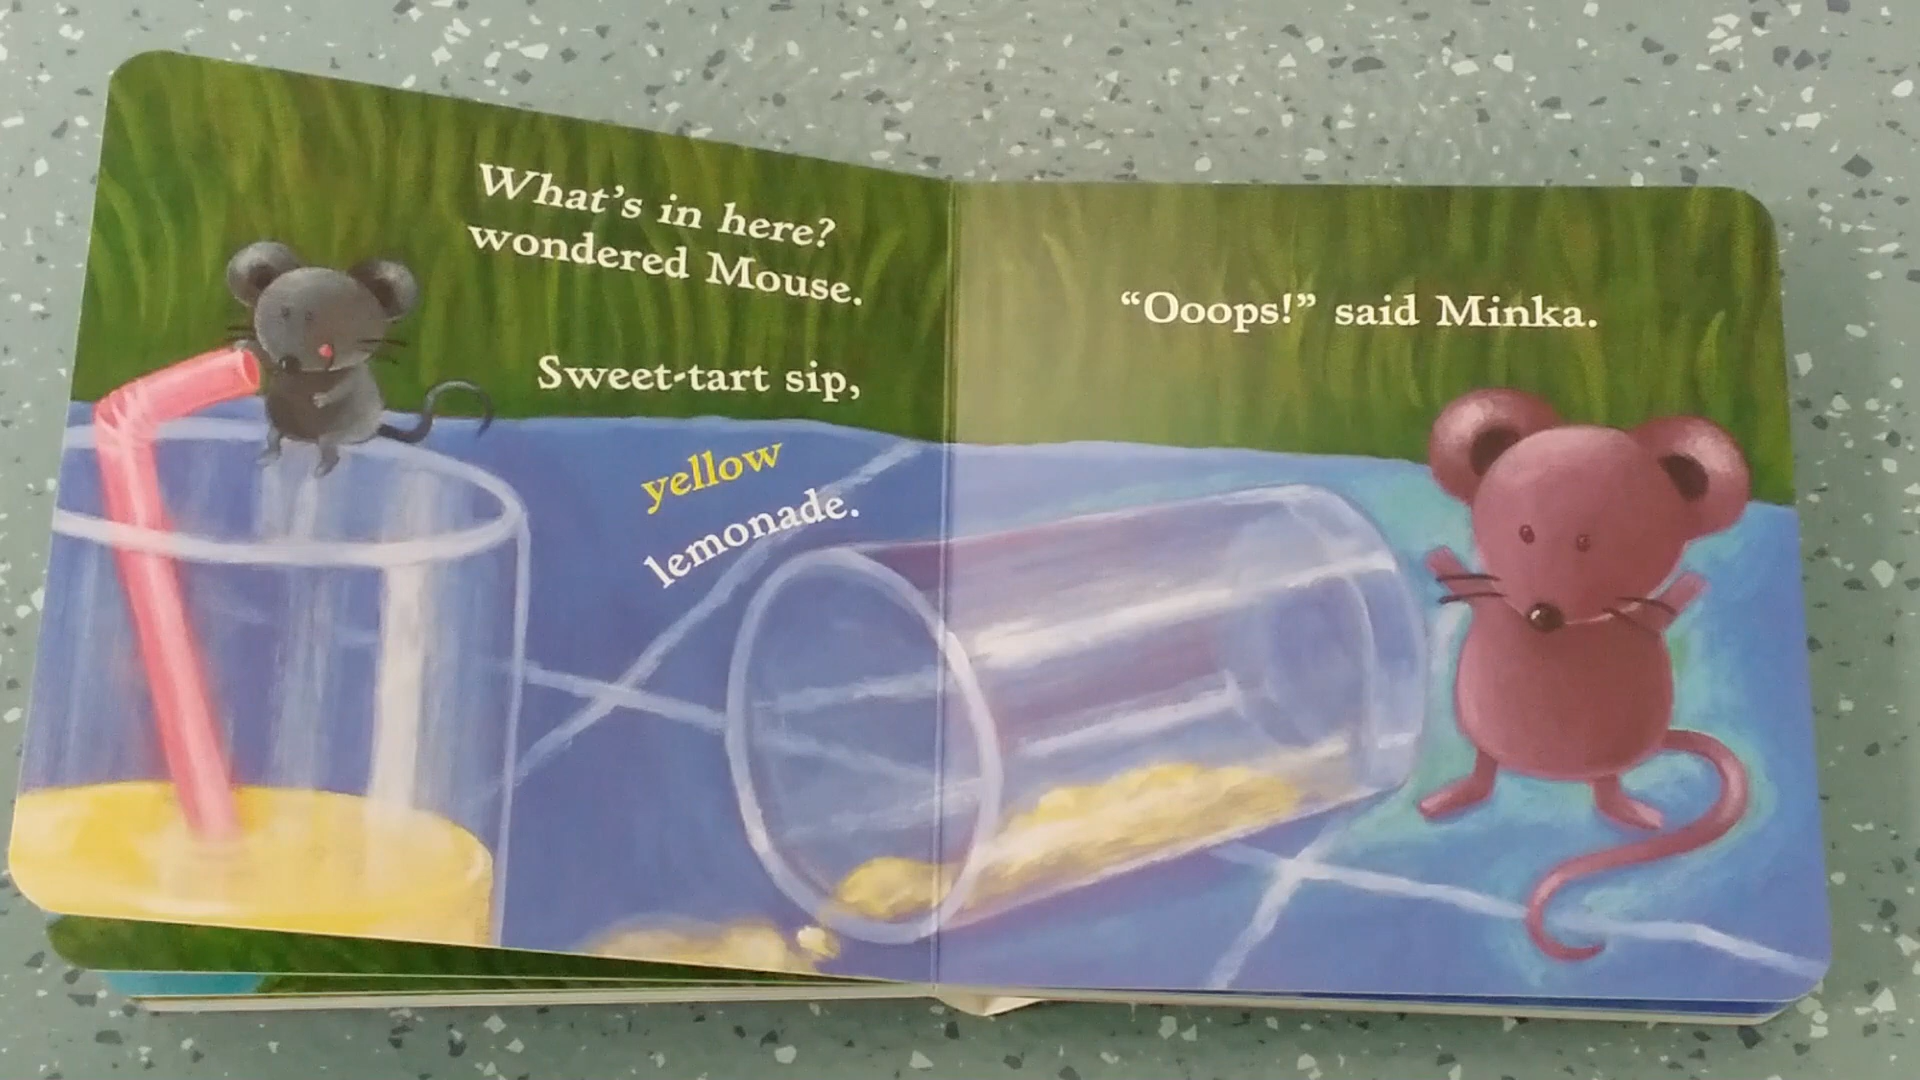 What's in here?
wondered Mouse.
Sweet-tart sip,
yellow
lemonade.
“Ooops!” said Minka.